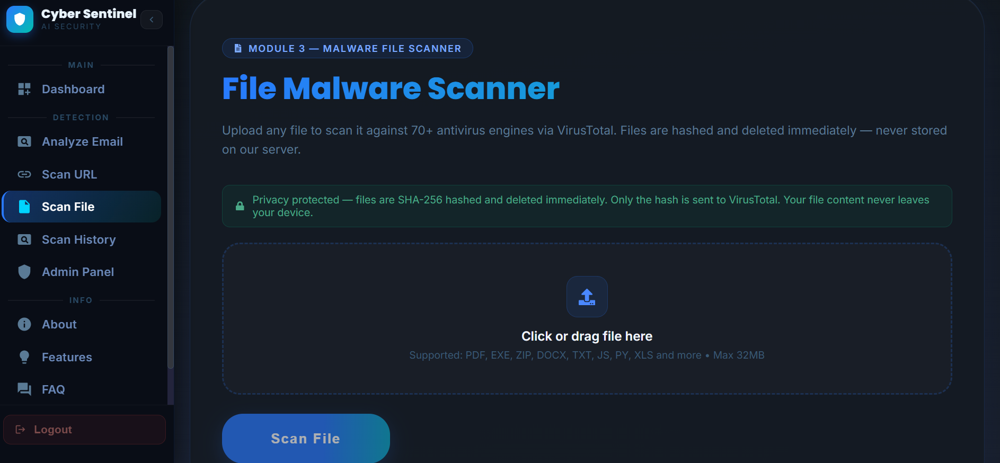 Cyber Sentinel
AI SECURITY
MAIN
Dashboard
DETECTION
Analyze Email
Scan URL
Scan File
Scan History
Admin Panel
INFO
About
Features
FAQ
Logout
MODULE 3 — MALWARE FILE SCANNER
File Malware Scanner
Upload any file to scan it against 70+ antivirus engines via VirusTotal. Files are hashed and deleted immediately — never stored
on our server.
Privacy protected — files are SHA-256 hashed and deleted immediately. Only the hash is sent to VirusTotal. Your file content never leaves
your device.
Click or drag file here
Supported: PDF, EXE, ZIP, DOCX, TXT, JS, PY, XLS and more • Max 32MB
Scan File